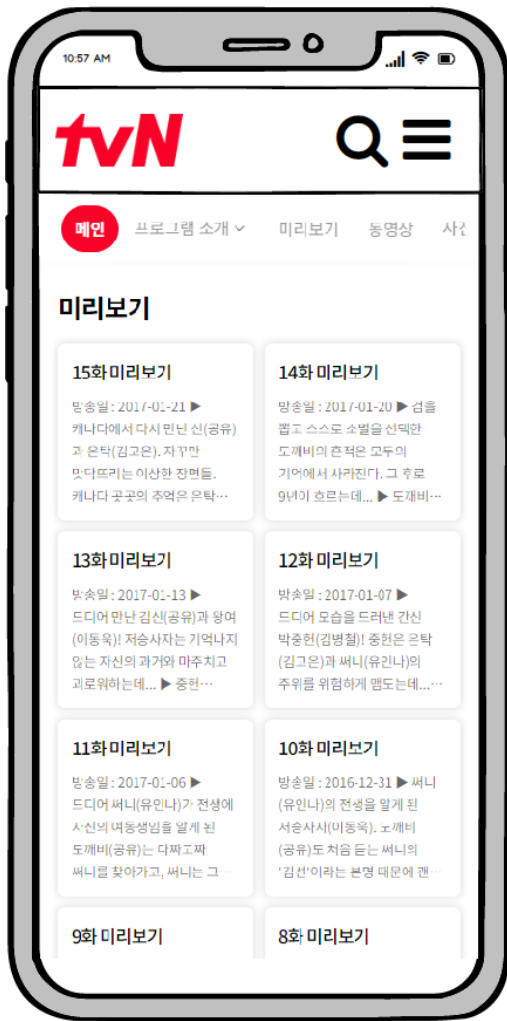 10:57 AM
tvN
메인 프로그램 소개 미리보기 동영상
미리보기
15화 미리보기
방송일 : 2017-01-21 ▶
캐나다에서 다시 만난 신(공유)
과 은탁(김고은). 자꾸만
맞닥뜨리는 이상한 장면들.
캐나다 곳곳의 추억은 은탁…
14화 미리보기
방송일 : 2017-01-20 ▶ 검을
뽑고 스스로 소멸을 선택한
도깨비의 흔적은 모두의
기억에서 사라진다. 그 후로
9년이 흐르는데... ▶ 도깨비…
13화 미리보기
방송일 : 2017-01-13 ▶
드디어 만난 김신(공유)과 왕여
(이동욱)! 저승사자는 기억나지
않는 자신의 과거와 마주치고
괴로워하는데... ▶ 중헌…
12화 미리보기
방송일 : 2017-01-07 ▶
드디어 모습을 드러낸 간신
박중헌(김병철)! 중헌은 은탁
(김고은)과 써니(유인나)의
주위를 위험하게 맴도는데...…
11화 미리보기
방송일 : 2017-01-06 ▶
드디어 써니(유인나)가 전생에
자신의 여동생임을 알게 된
도깨비(공유)는 다짜고짜
써니를 찾아가고, 써니는 그…
10화 미리보기
방송일 : 2016-12-31 ▶ 써니
(유인나)의 전생을 알게 된
저승사자(이동욱). 도깨비
(공유)도 처음 듣는 써니의
'김선'이라는 본명 때문에 괜…
9화 미리보기
8화 미리보기